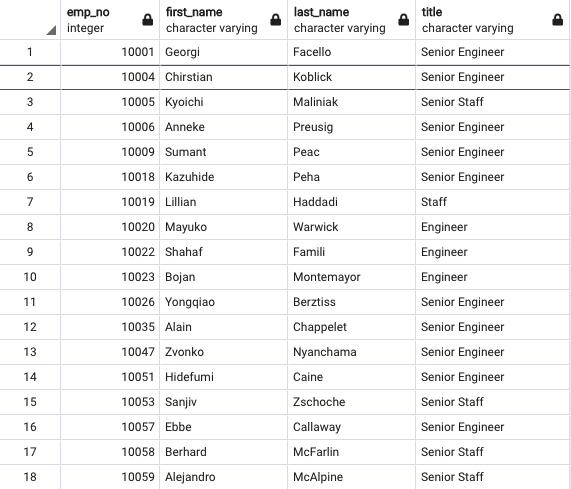 emp_no first_name last_name title
integer character varying character varying character varying
1 10001 Georgi Facello Senior Engineer
2 10004 Chirstian Koblick Senior Engineer
3 10005 Kyoichi Maliniak Senior Staff
4 10006 Anneke Preusig Senior Engineer
5 10009 Sumant Peac Senior Engineer
6 10018 Kazuhide Peha Senior Engineer
7 10019 Lillian Haddadi Staff
8 10020 Mayuko Warwick Engineer
9 10022 Shahaf Famili Engineer
10 10023 Bojan Montemayor Engineer
11 10026 Yongqiao Berztiss Senior Engineer
12 10035 Alain Chappelet Senior Engineer
13 10047 Zvonko Nyanchama Senior Engineer
14 10051 Hidefumi Caine Senior Engineer
15 10053 Sanjiv Zschoche Senior Staff
16 10057 Ebbe Callaway Senior Engineer
17 10058 Berhard McFarlin Senior Staff
18 10059 Alejandro McAlpine Senior Staff